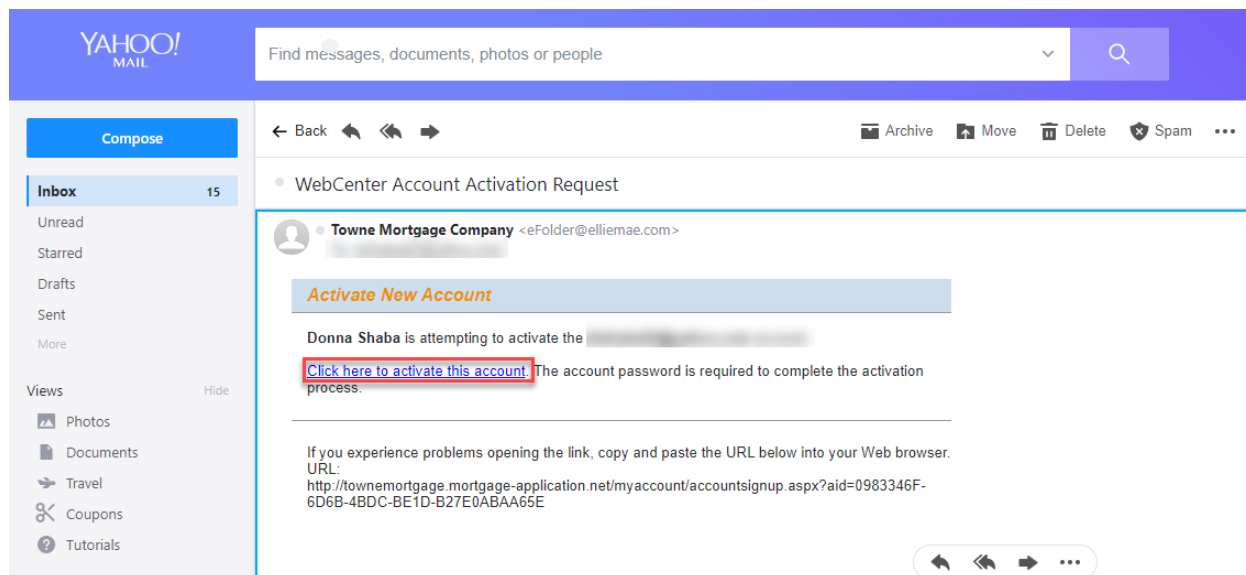 YAHOO!
MAIL
Find messages, documents, photos or people
Compose
Back
Archive
Move
Delete
Spam
Inbox 15
Unread
Starred
Drafts
Sent
More
Views Hide
Photos
Documents
Travel
Coupons
Tutorials
WebCenter Account Activation Request
Towne Mortgage Company <eFolder@elliemae.com>
Activate New Account
Donna Shaba is attempting to activate the
Click here to activate this account. The account password is required to complete the activation
process.
If you experience problems opening the link, copy and paste the URL below into your Web browser.
URL:
http://townemortgage.mortgage-application.net/myaccount/accountsignup.aspx?aid=0983346F-
6D6B-4BDC-BE1D-B27E0ABAA65E